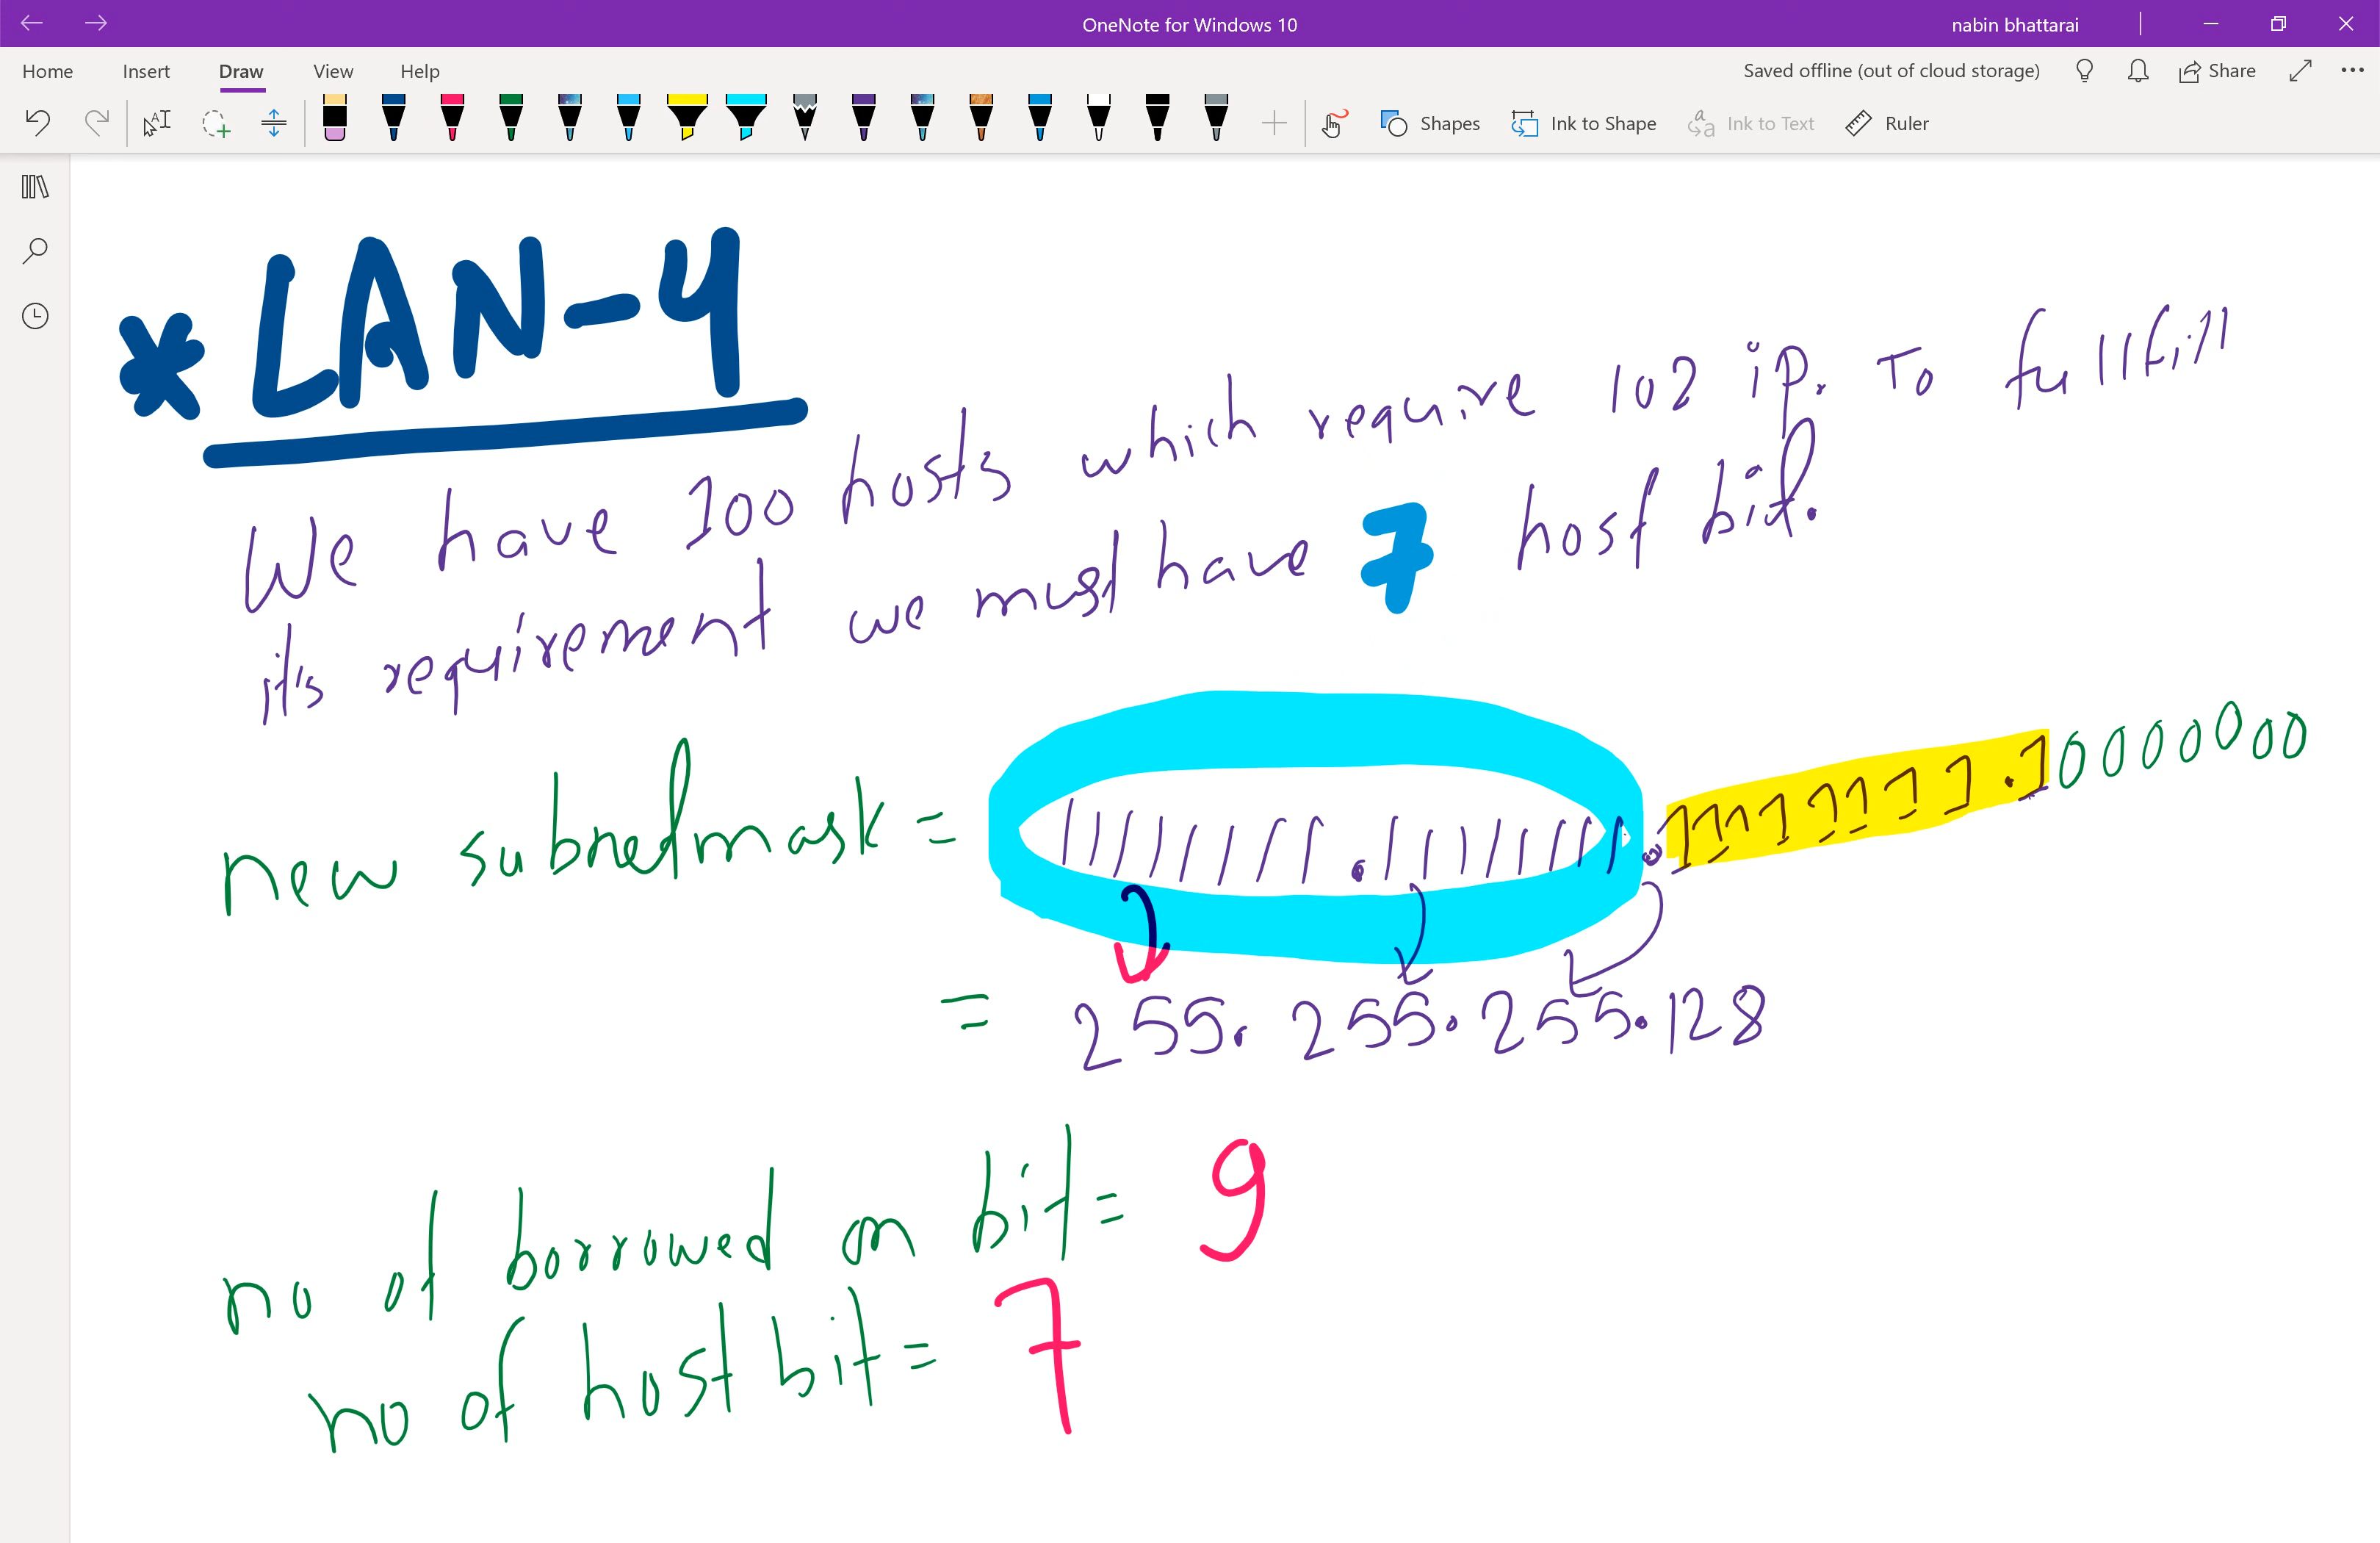 OneNote for Windows 10
nabin bhattarai
Home Insert Draw View Help
Saved offline (out of cloud storage) Share
Shapes Ink to Shape Ink to Text Ruler
* LAN-4
We have 100 hosts which require 102 ip. To fullfill
it's requirement we must have 7 host bit.
new subnetmask = 11111111.11111111.11111111.10000000
= 255.255.255.128
no of borrowed on bit = 9
no of host bit = 7